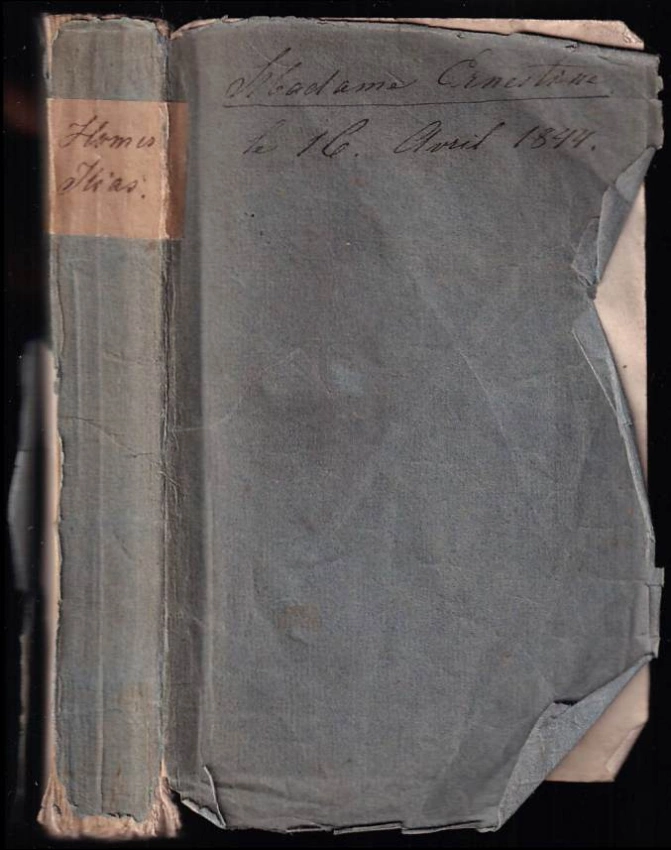 Homers
Ilias.
Madame Ernestine
le 16. Avril 1844.